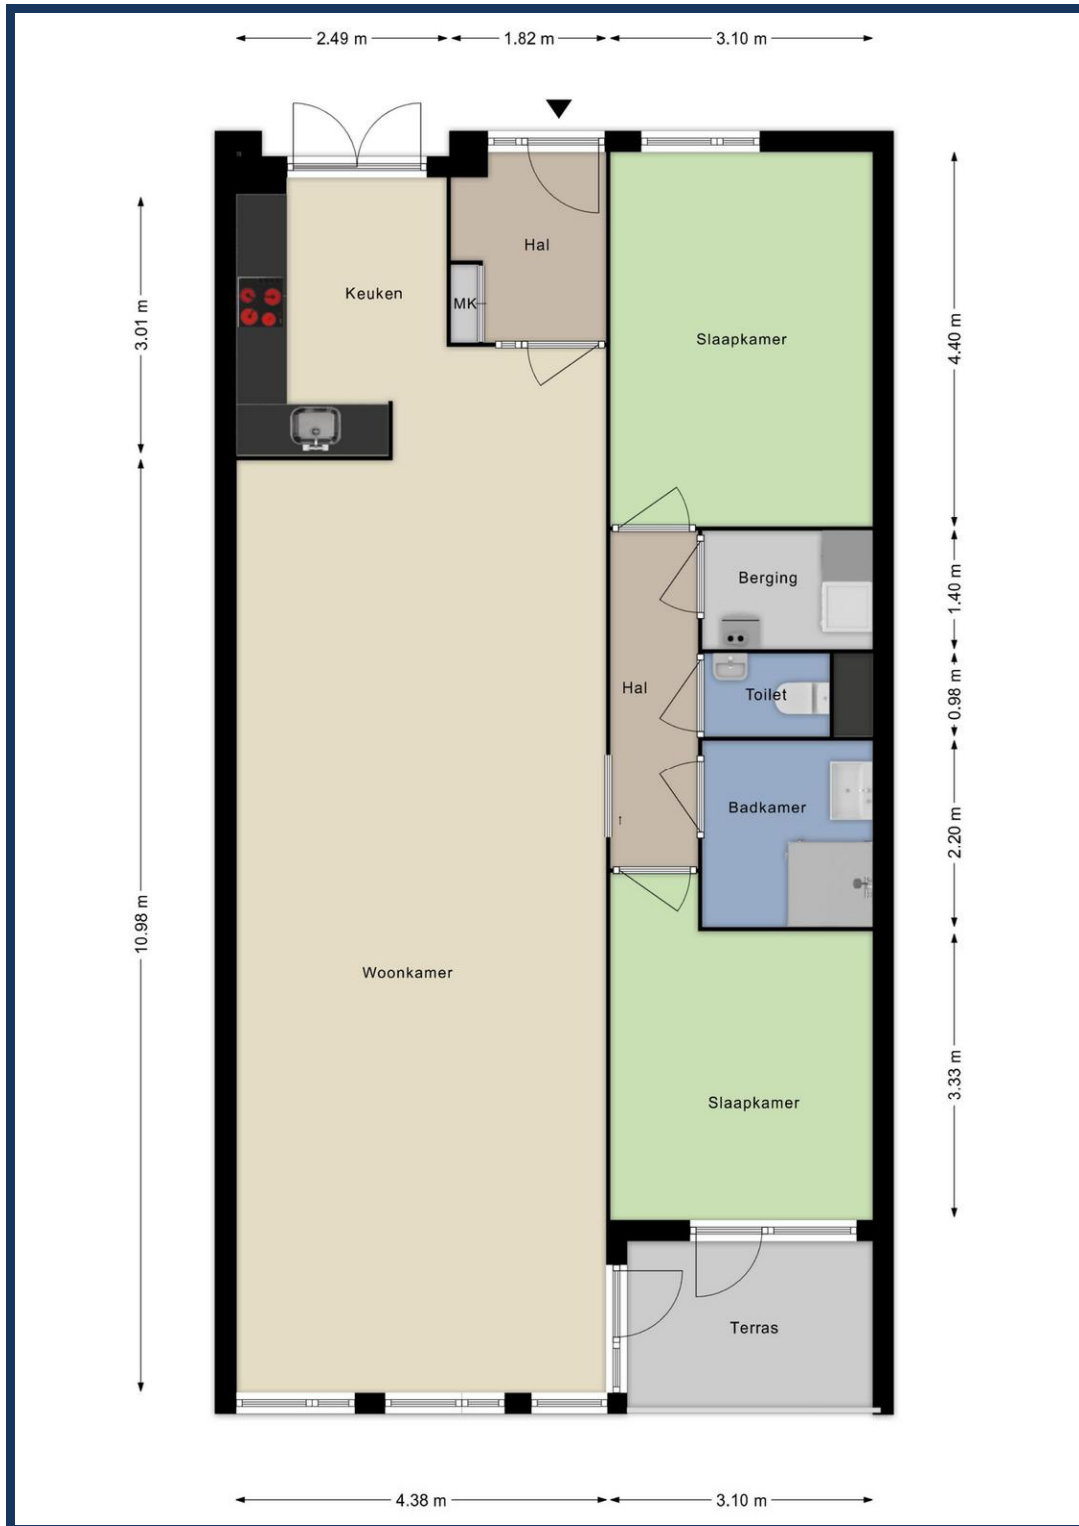 2.49 m
1.82 m
3.10 m
Hal
Keuken
MK
3.01 m
Slaapkamer
4.40 m
Berging
1.40 m
Hal
Toilet
0.98 m
Badkamer
2.20 m
10.98 m
Woonkamer
3.33 m
Slaapkamer
Terras
4.38 m
3.10 m